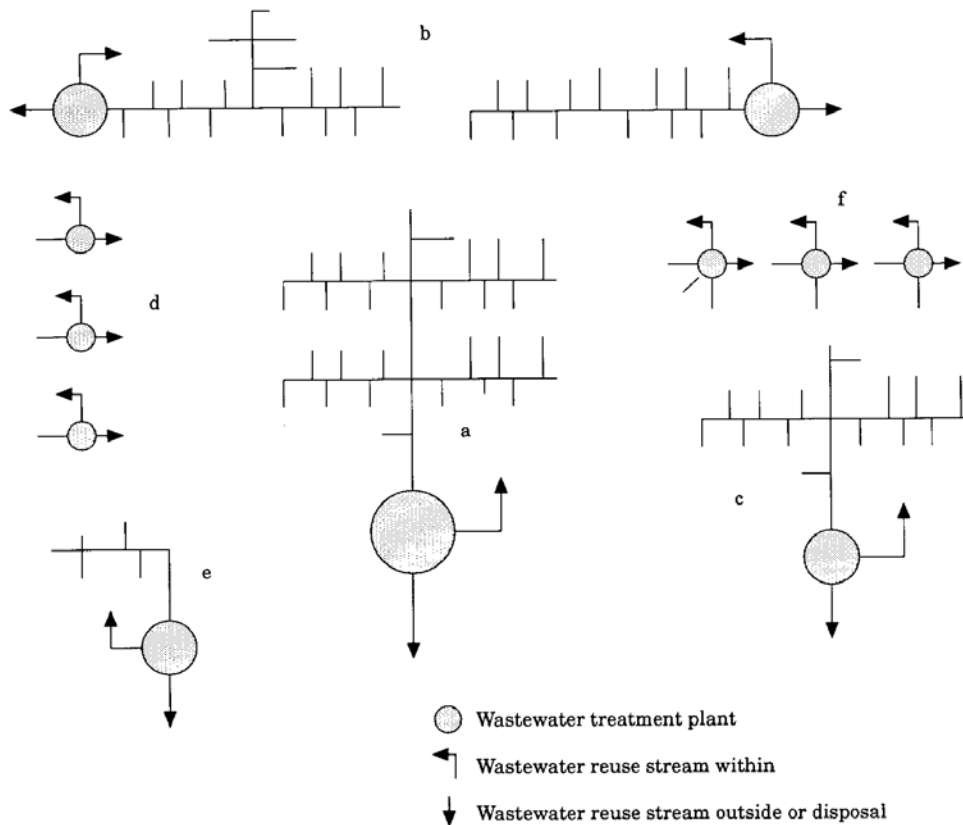 b
f
d
a
c
e
Wastewater treatment plant
Wastewater reuse stream within
Wastewater reuse stream outside or disposal